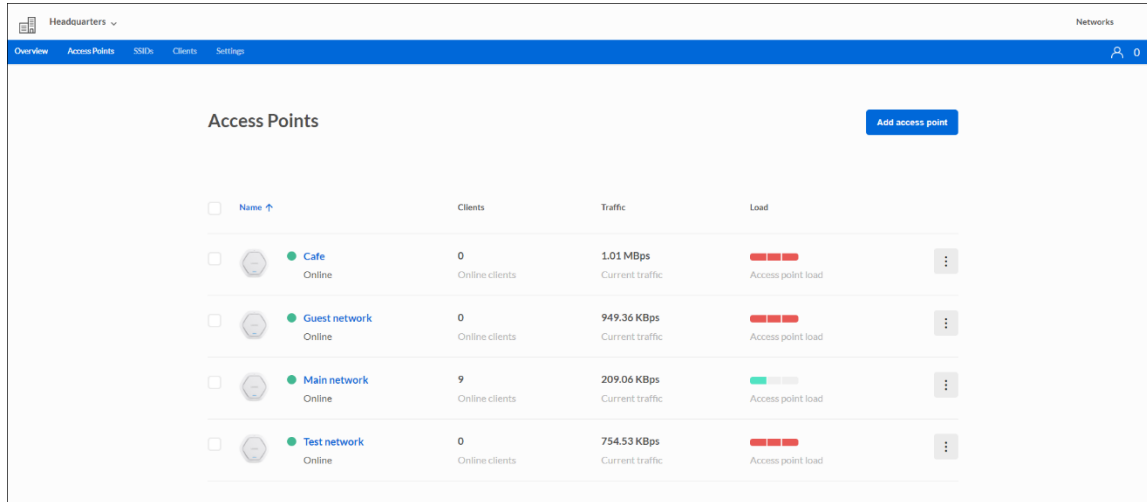 Headquarters
Networks
Overview Access Points SSIDs Clients Settings
0
Access Points
Add access point
Name ↑ Clients Traffic Load
Cafe 0 1.01 MBps
Online Online clients Current traffic Access point load
Guest network 0 949.36 KBps
Online Online clients Current traffic Access point load
Main network 9 209.06 KBps
Online Online clients Current traffic Access point load
Test network 0 754.53 KBps
Online Online clients Current traffic Access point load